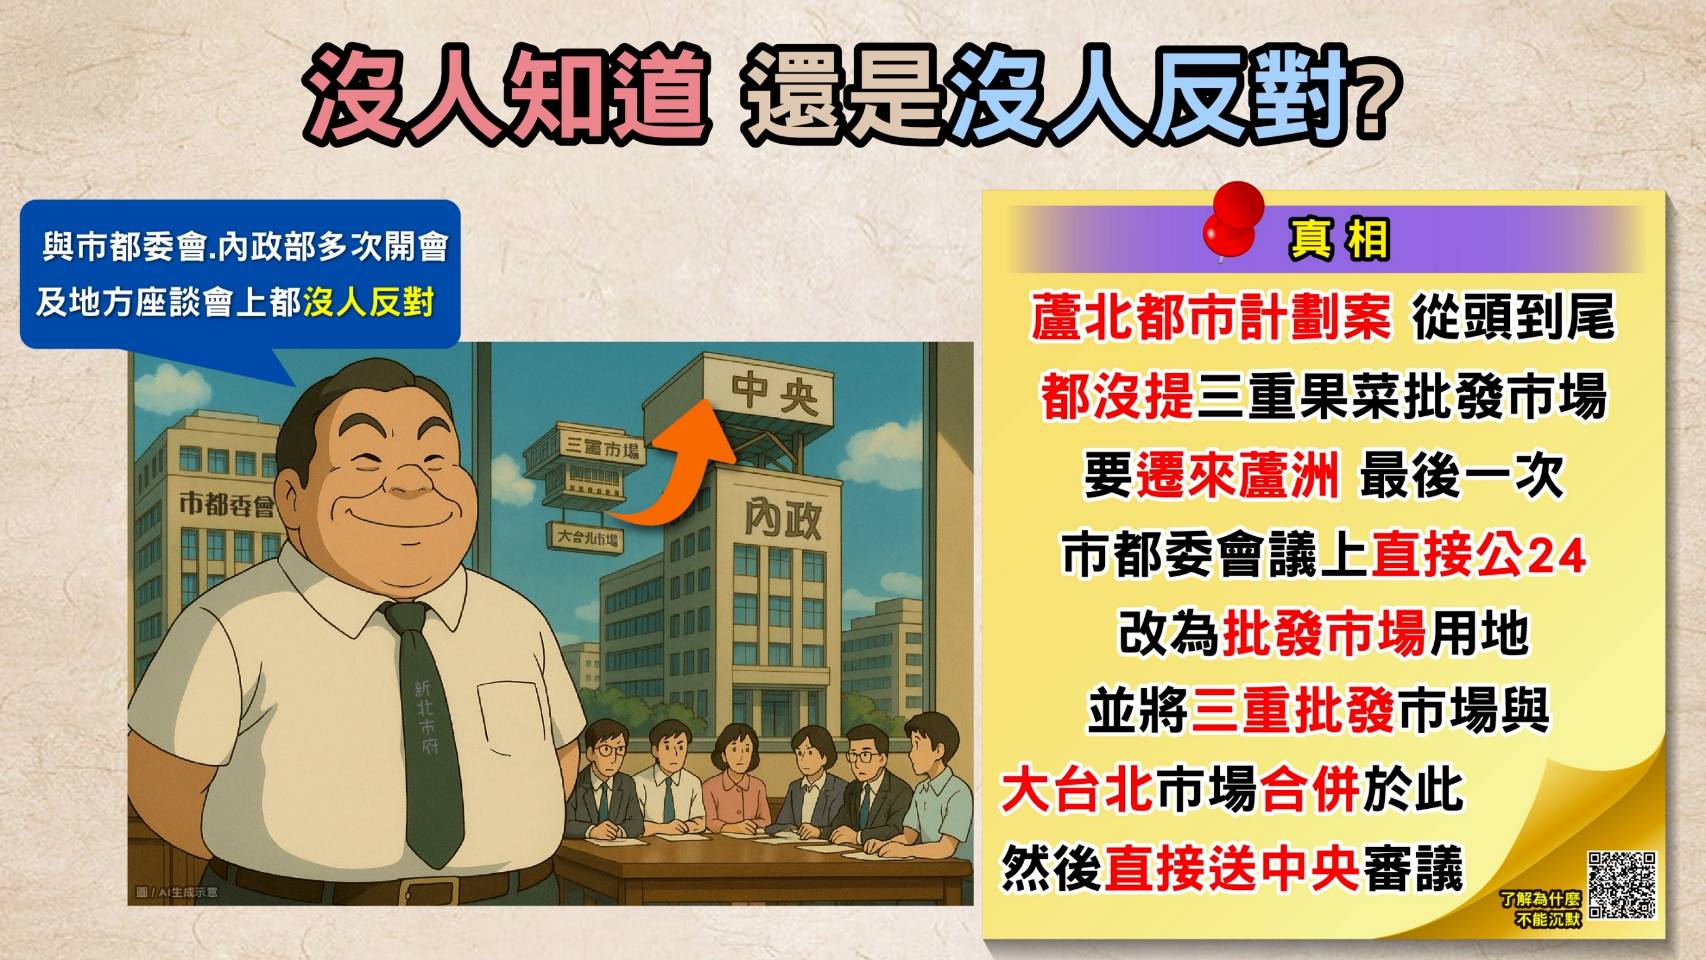 沒人知道 還是沒人反對?
與市都委會.內政部多次開會
及地方座談會上都沒人反對
市都委會
三重市場
大台北市場
中央
內政
新北市府
圖 / AI生成示意
真相
蘆北都市計劃案 從頭到尾
都沒提三重果菜批發市場
要遷來蘆洲 最後一次
市都委會議上直接公24
改為批發市場用地
並將三重批發市場與
大台北市場合併於此
然後直接送中央審議
了解為什麼
不能沉默